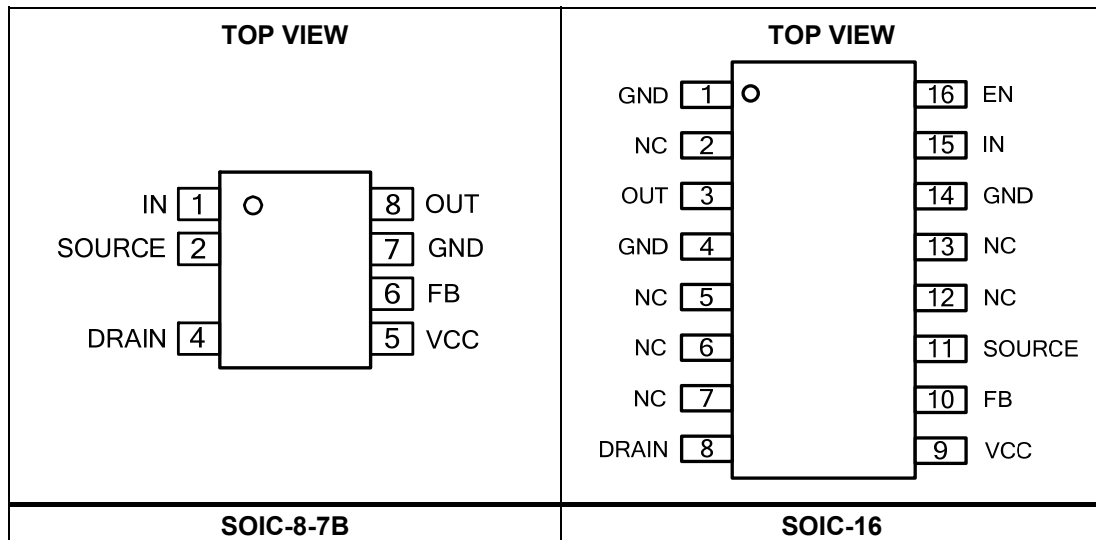 TOP VIEW
IN 1 8 OUT
SOURCE 2 7 GND
6 FB
DRAIN 4 5 VCC
SOIC-8-7B
TOP VIEW
GND 1 16 EN
NC 2 15 IN
OUT 3 14 GND
GND 4 13 NC
NC 5 12 NC
NC 6 11 SOURCE
NC 7 10 FB
DRAIN 8 9 VCC
SOIC-16